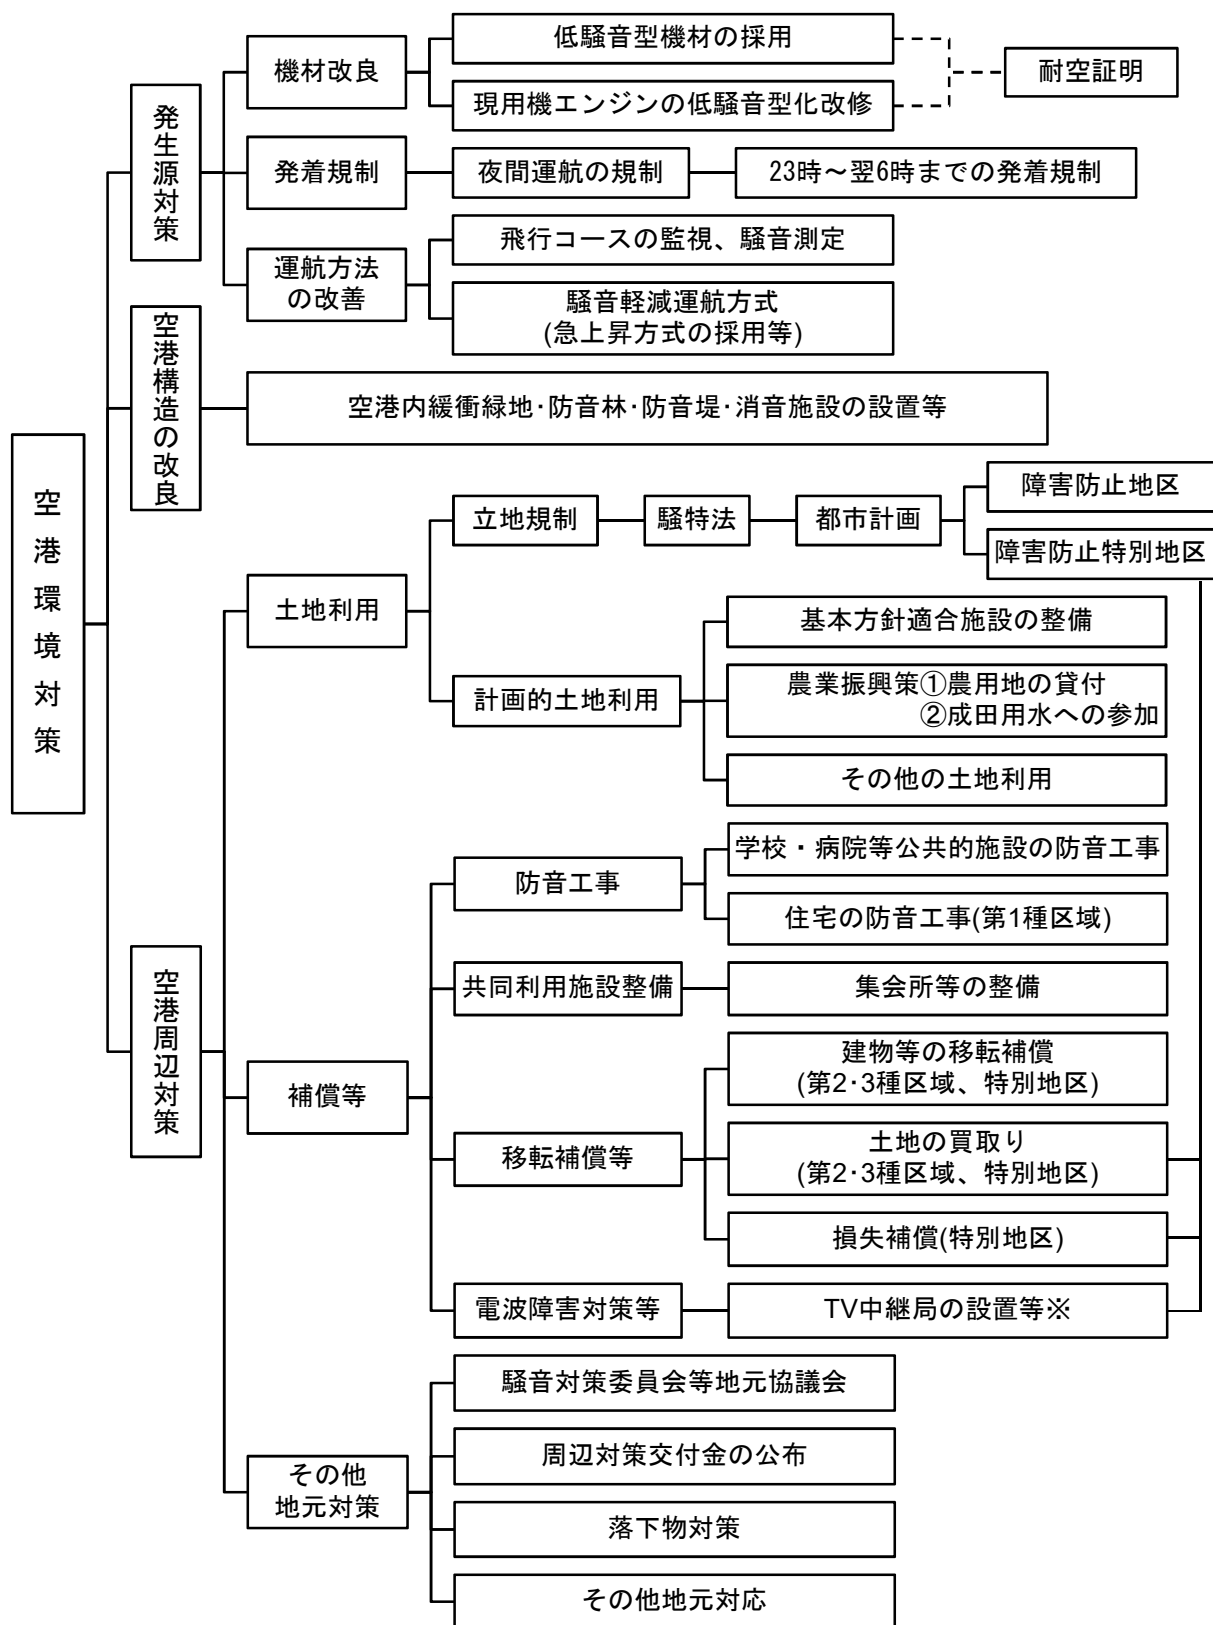 空港環境対策
発生源対策
機材改良
低騒音型機材の採用
現用機エンジンの低騒音型化改修
耐空証明
発着規制
夜間運航の規制
23時～翌6時までの発着規制
運航方法
の改善
飛行コースの監視、騒音測定
騒音軽減運航方式
(急上昇方式の採用等)
空港構造の改良
空港内緩衝緑地･防音林･防音堤･消音施設の設置等
空港周辺対策
土地利用
立地規制
騒特法
都市計画
障害防止地区
障害防止特別地区
計画的土地利用
基本方針適合施設の整備
農業振興策①農用地の貸付
②成田用水への参加
その他の土地利用
補償等
防音工事
学校・病院等公共的施設の防音工事
住宅の防音工事(第1種区域)
共同利用施設整備
集会所等の整備
移転補償等
建物等の移転補償
(第2･3種区域、特別地区)
土地の買取り
(第2･3種区域、特別地区)
損失補償(特別地区)
電波障害対策等
TV中継局の設置等※
その他
地元対策
騒音対策委員会等地元協議会
周辺対策交付金の公布
落下物対策
その他地元対応